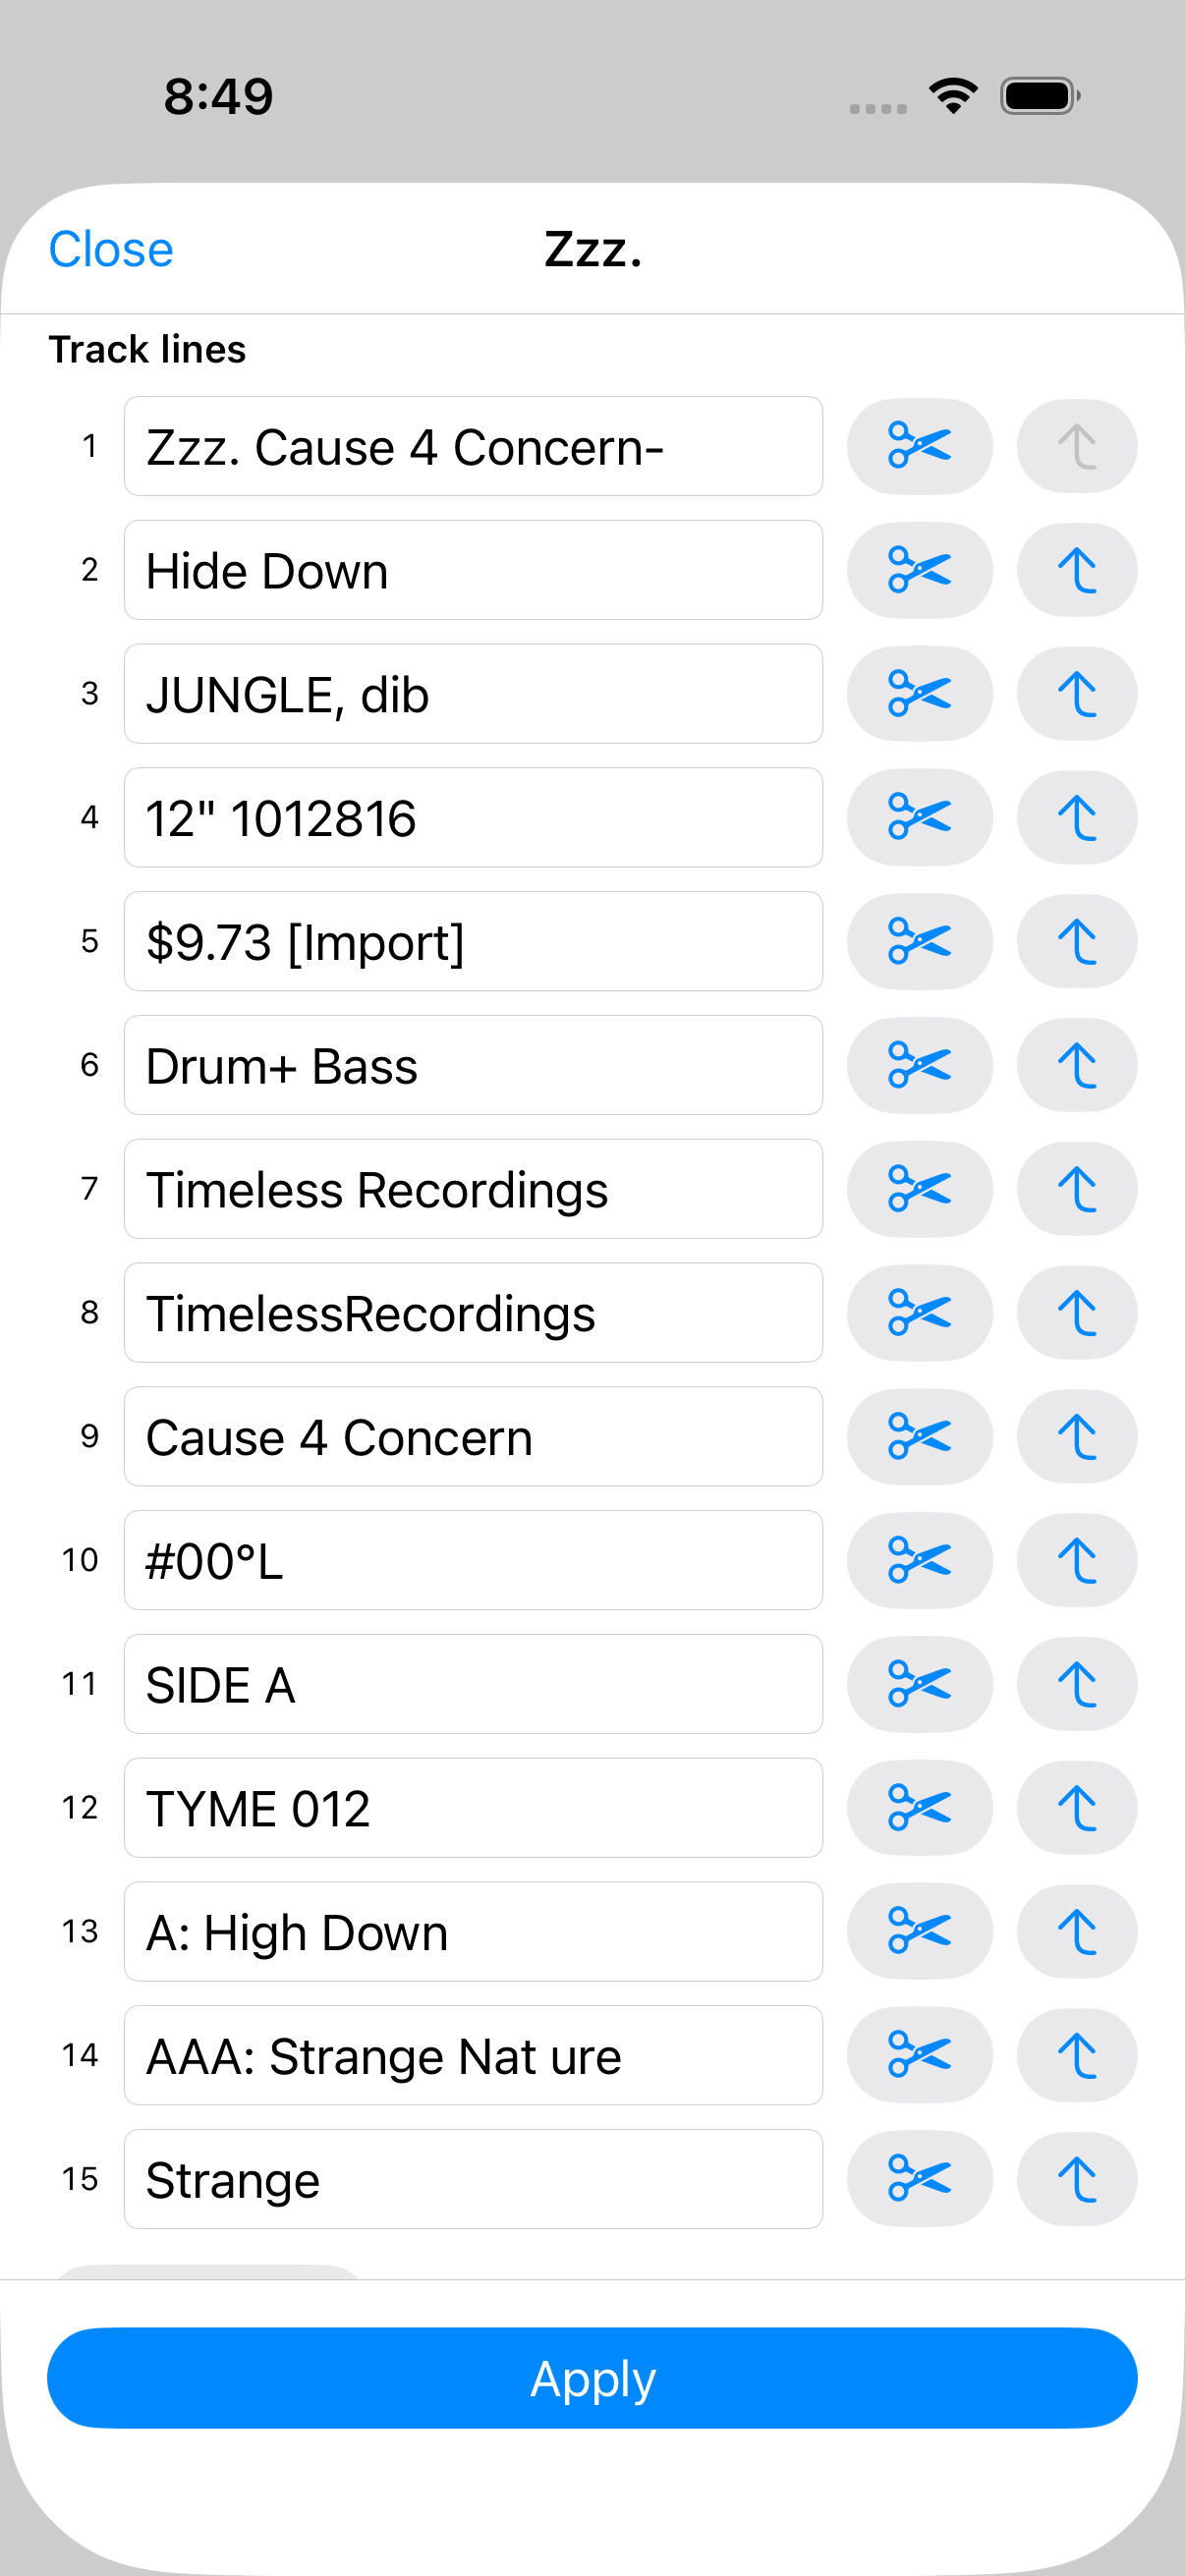 8:49
Close
Zzz.
Track lines
1 Zzz. Cause 4 Concern-
2 Hide Down
3 JUNGLE, dib
4 12" 1012816
5 $9.73 [Import]
6 Drum+ Bass
7 Timeless Recordings
8 TimelessRecordings
9 Cause 4 Concern
10 #00°L
11 SIDE A
12 TYME 012
13 A: High Down
14 AAA: Strange Nat ure
15 Strange
Apply